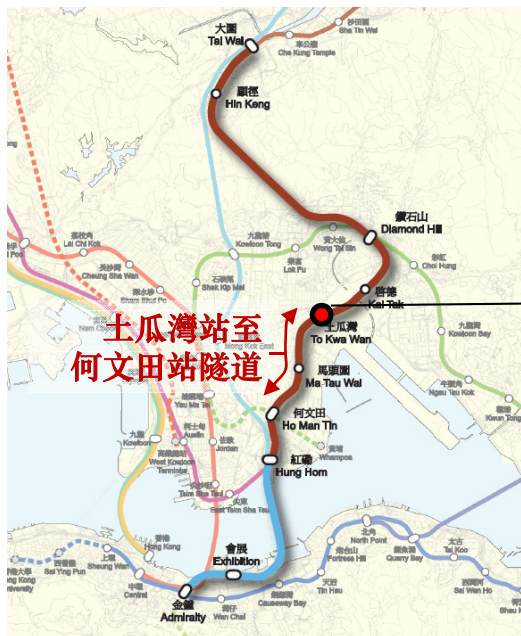 大圍
Tai Wai
沙田圍
Sha Tin Wai
車公廟
Che Kung Temple
顯徑
Hin Keng
鑽石山
Diamond Hill
九龍塘
Kowloon Tong
黃大仙
Wong Tai Sin
樂富
Lok Fu
彩虹
Choi Hung
荔枝角
Lai Chi Kok
長沙灣
Cheung Sha Wan
深水埗
Sham Shui Po
石硤尾
Shek Kip Mei
啟德
Kai Tak
土瓜灣
To Kwa Wan
九龍灣
Kowloon Bay
土瓜灣站至
何文田站隧道
馬頭圍
Ma Tau Wai
牛頭角
Ngau Tau Kok
觀塘
Kwun Tong
油麻地
Yau Ma Tei
何文田
Ho Man Tin
九龍
Kowloon
柯士甸
Austin
佐敦
Jordan
黃埔
Whampoa
高鐵總站
West Kowloon
Terminus
紅磡
Hung Hom
尖沙咀
Tsim Sha Tsui
尖東
East Tsim Sha Tsui
香港
Hong Kong
會展
Exhibition
北角
North Point
炮台山
Fortress Hill
鰂魚涌
Quarry Bay
太古
Tai Koo
西灣河
Sai Wan Ho
西營盤
Sai Ying Pun
上環
Sheung Wan
中環
Central
金鐘
Admiralty
灣仔
Wan Chai
銅鑼灣
Causeway Bay
天后
Tin Hau